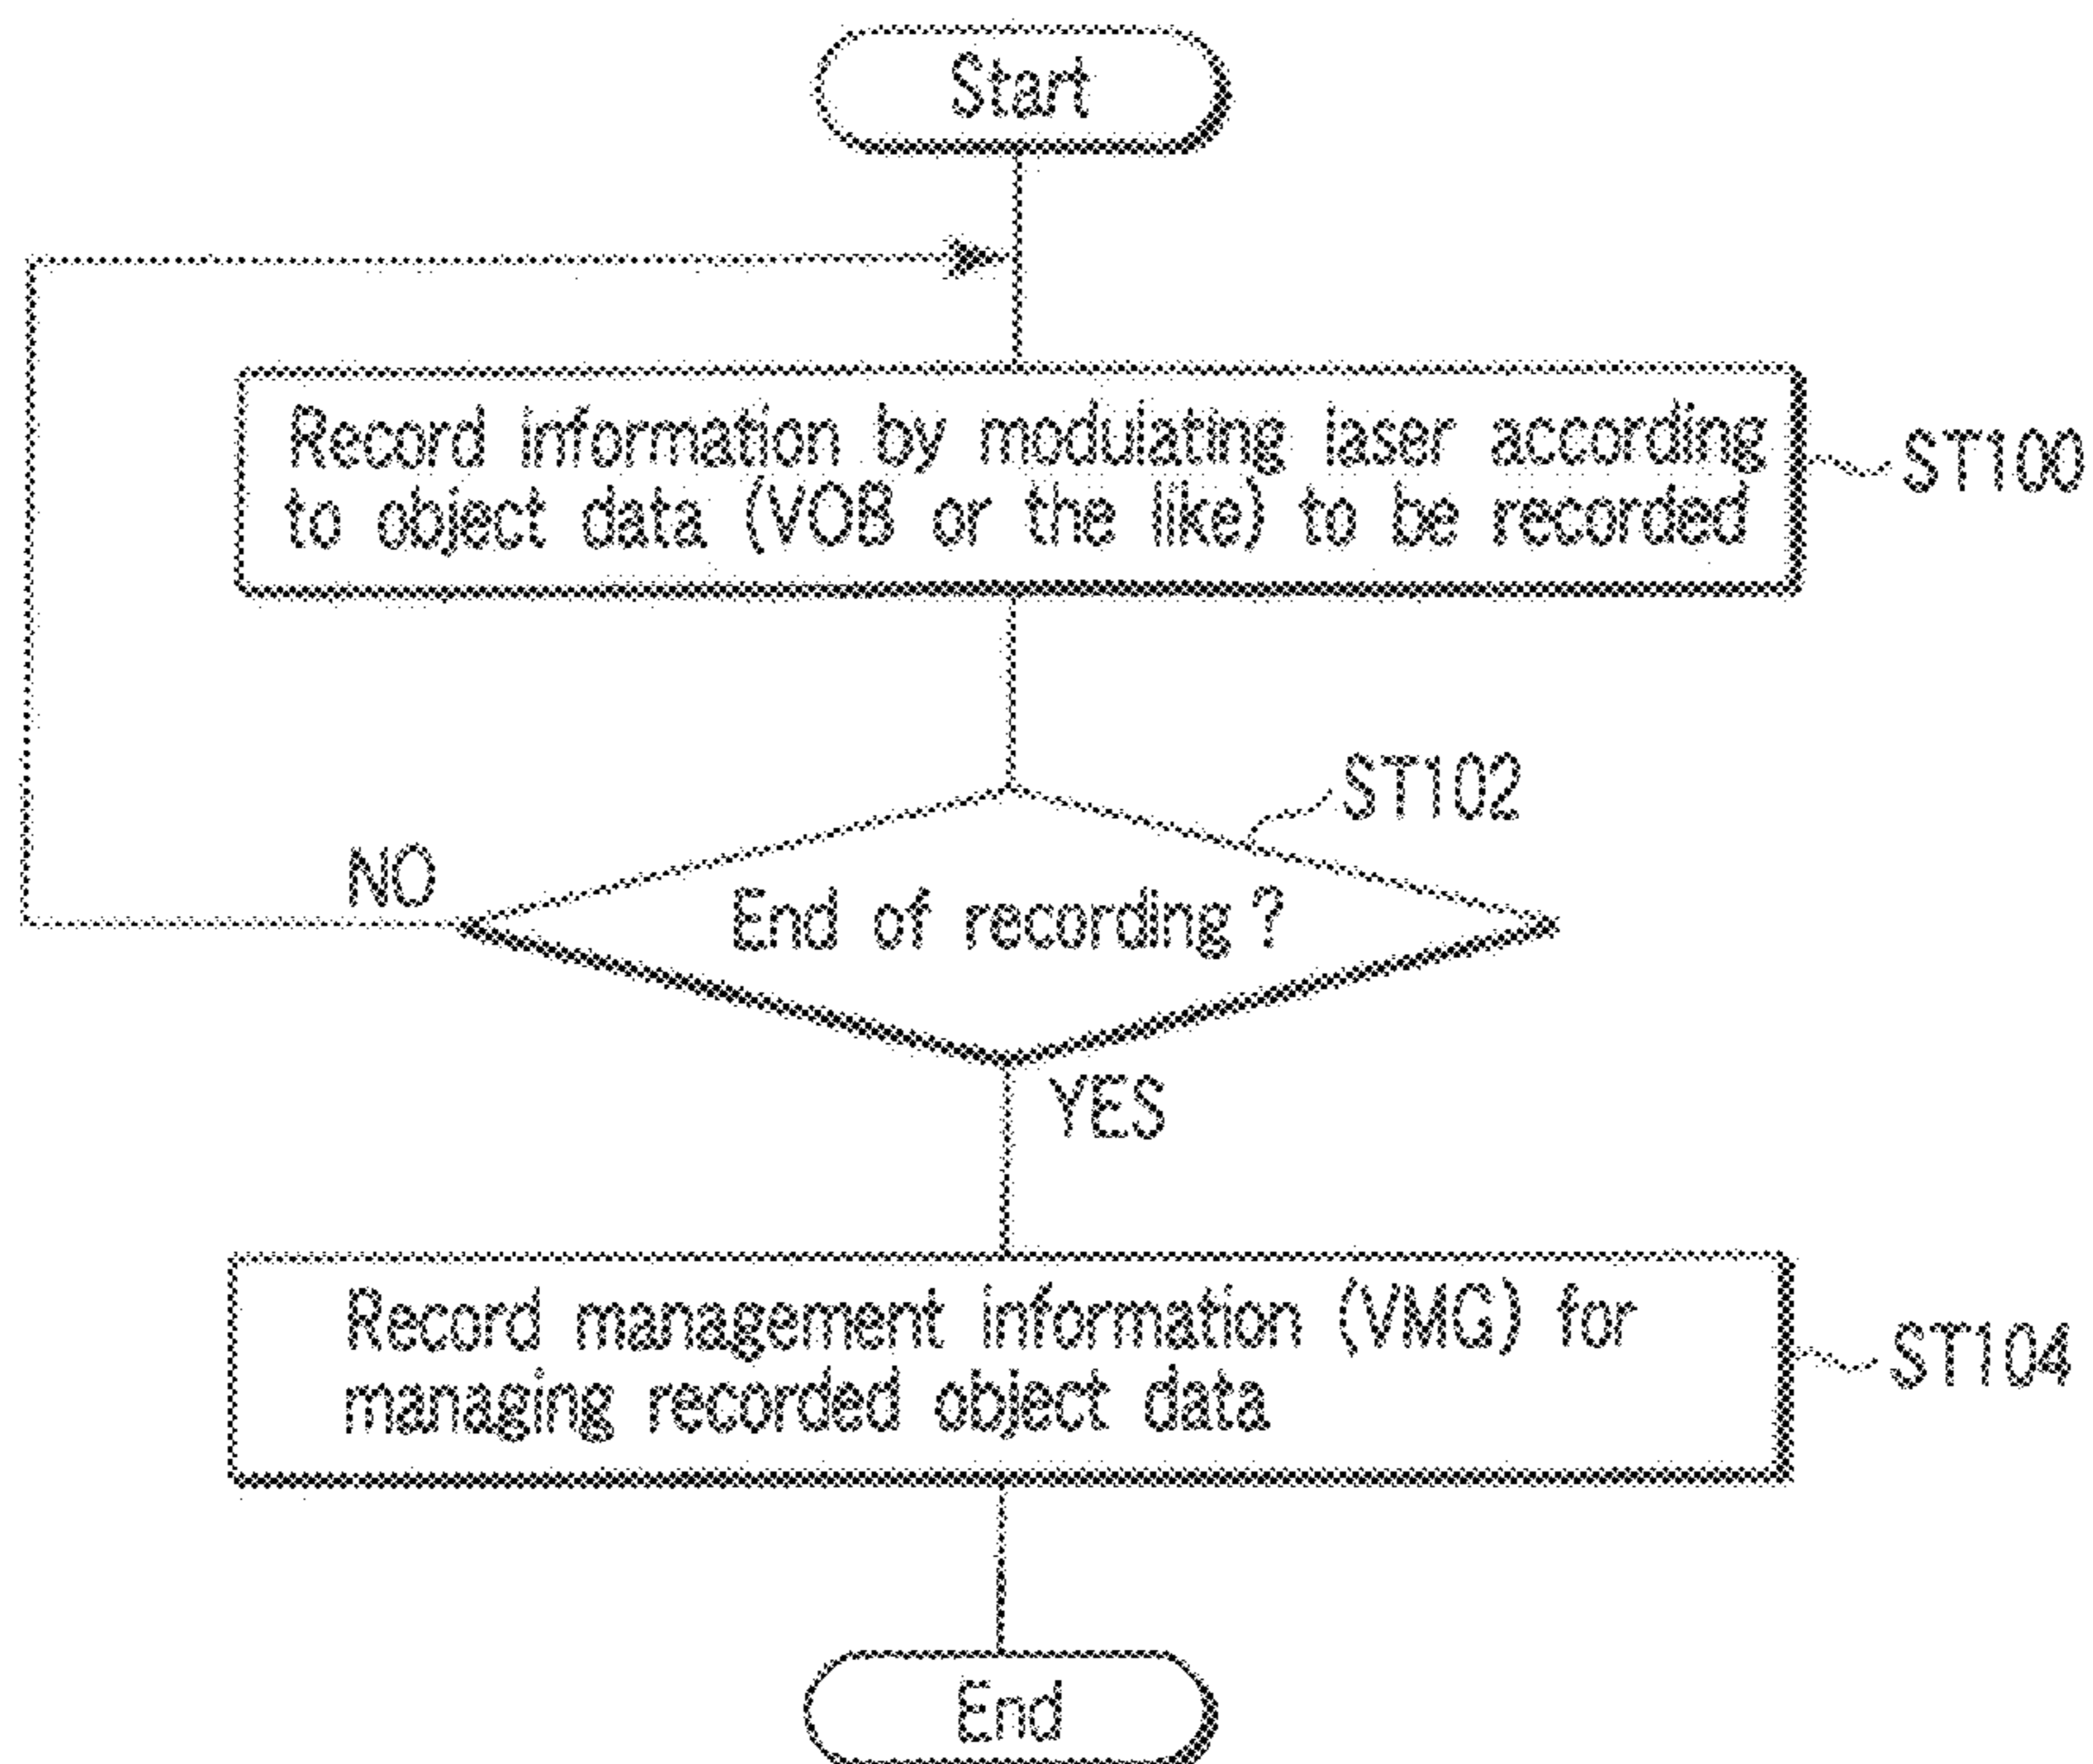 Start
Record information by modulating laser according
to object data (VOB or the like) to be recorded
ST100
ST102
NO
End of recording ?
YES
Record management information (VMG) for
managing recorded object data
ST104
End